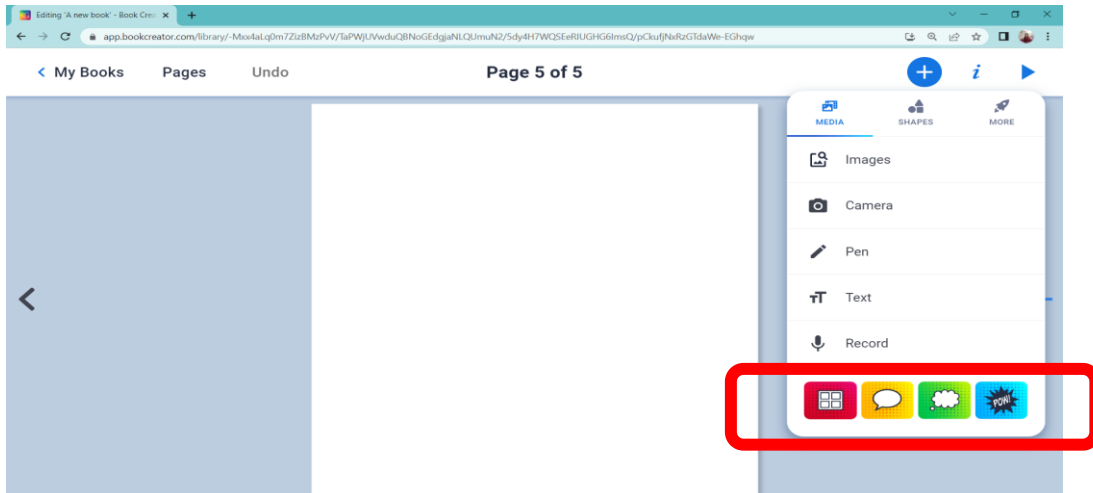 Editing 'A new book' - Book Crea
app.bookcreator.com/library/-Mxx4aLq0m7ZizBMzPvV/TaPWjUVwduQBNoGEdgjaNLQUmuN2/5dy4H7WQSEeRIUGHG6ImsQ/pCkufjNxRzGTdaWe-EGhqw
My Books Pages Undo Page 5 of 5
MEDIA SHAPES MORE
Images
Camera
Pen
Text
Record
POW!